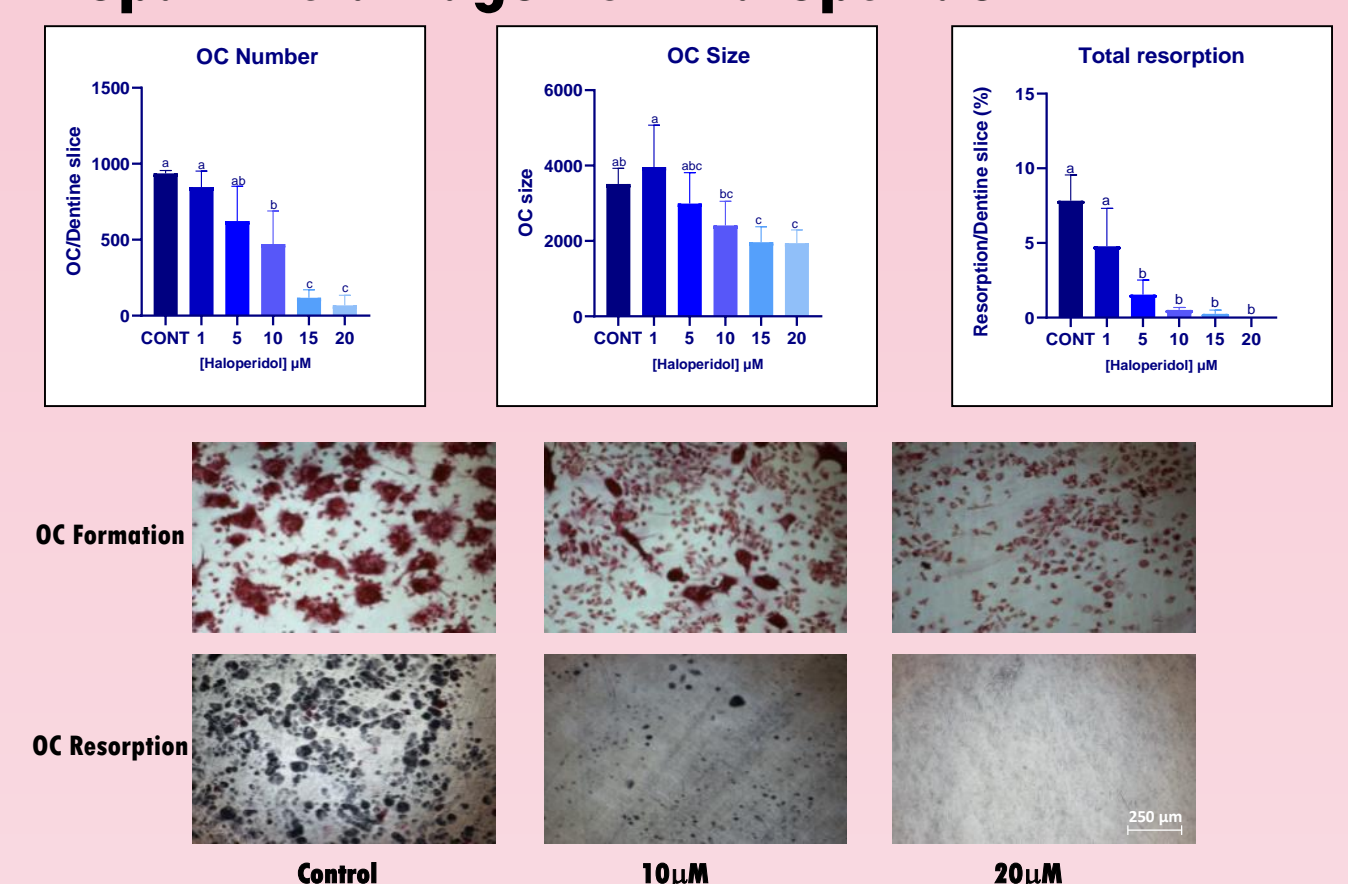 OC Number
1500
1000
500
0
OC/Dentine slice
a
a
ab
b
c
c
CONT 1 5 10 15 20
[Haloperidol] µM
OC Size
6000
4000
2000
0
OC size
ab
a
abc
bc
c
c
CONT 1 5 10 15 20
[Haloperidol] µM
Total resorption
15
10
5
0
Resorption/Dentine slice (%)
a
a
b
b
b
b
CONT 1 5 10 15 20
[Haloperidol] µM
OC Formation
OC Resorption
250 µm
Control 10µM 20µM